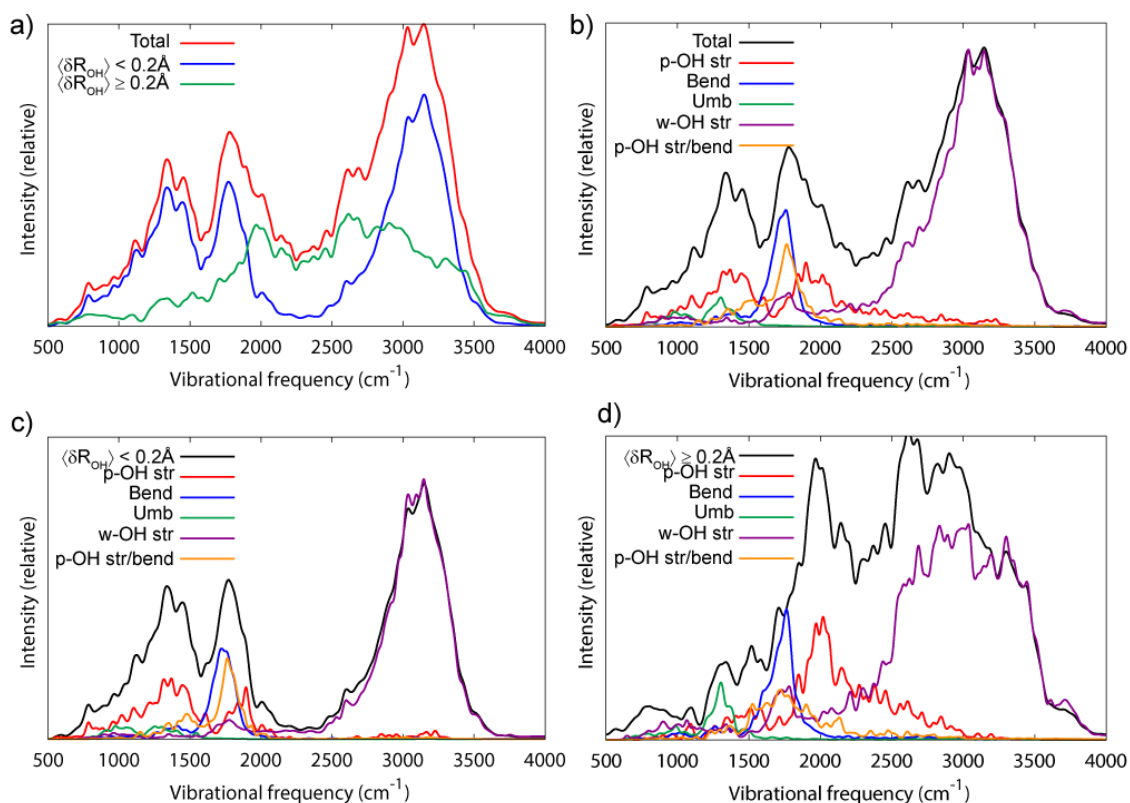 a)
Total
⟨δR_OH⟩ < 0.2Å
⟨δR_OH⟩ ≥ 0.2Å
Intensity (relative)
500 1000 1500 2000 2500 3000 3500 4000
Vibrational frequency (cm⁻¹)
b)
Total
p-OH str
Bend
Umb
w-OH str
p-OH str/bend
Intensity (relative)
500 1000 1500 2000 2500 3000 3500 4000
Vibrational frequency (cm⁻¹)
c)
⟨δR_OH⟩ < 0.2Å
p-OH str
Bend
Umb
w-OH str
p-OH str/bend
Intensity (relative)
500 1000 1500 2000 2500 3000 3500 4000
Vibrational frequency (cm⁻¹)
d)
⟨δR_OH⟩ ≥ 0.2Å
p-OH str
Bend
Umb
w-OH str
p-OH str/bend
Intensity (relative)
500 1000 1500 2000 2500 3000 3500 4000
Vibrational frequency (cm⁻¹)